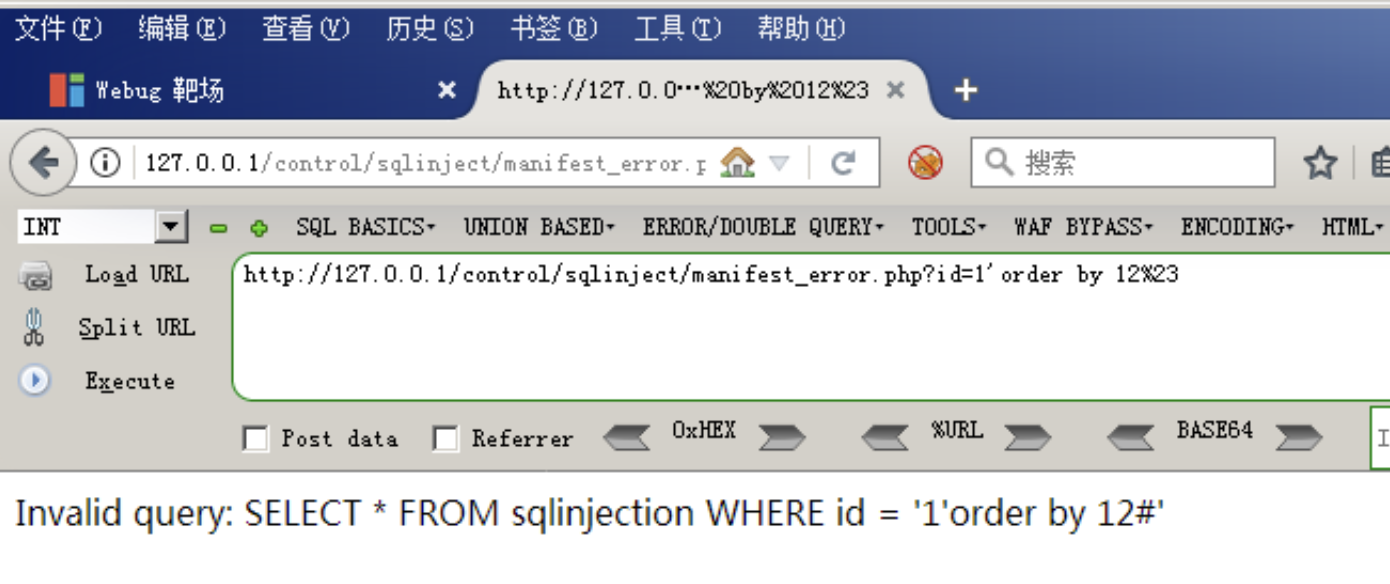 文件(F) 编辑(E) 查看(V) 历史(S) 书签(B) 工具(T) 帮助(H)
Webug 靶场 http://127.0.0…%20by%2012%23
127.0.0.1/control/sqlinject/manifest_error.p 搜索
INT SQL BASICS UNION BASED ERROR/DOUBLE QUERY TOOLS WAF BYPASS ENCODING HTML
Load URL http://127.0.0.1/control/sqlinject/manifest_error.php?id=1'order by 12%23
Split URL
Execute
Post data Referrer 0xHEX %URL BASE64
Invalid query: SELECT * FROM sqlinjection WHERE id = '1'order by 12#'